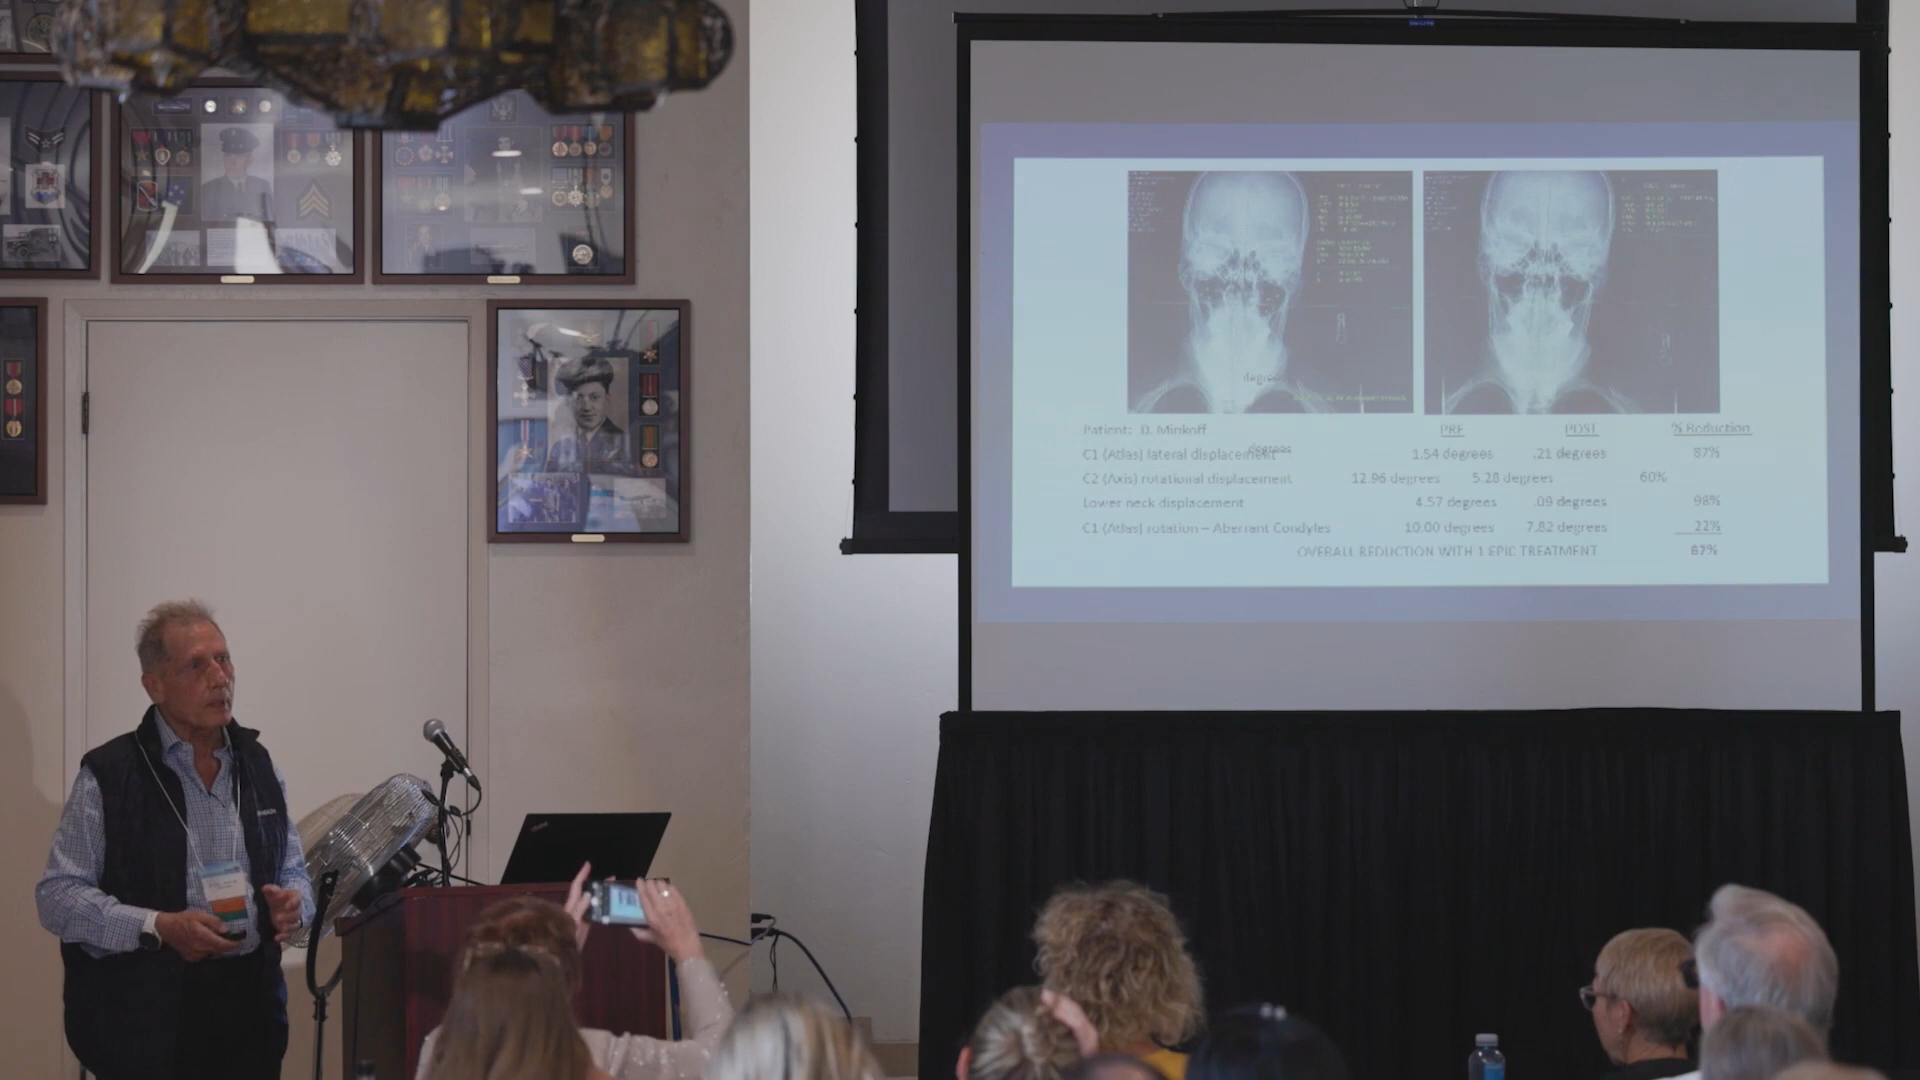 degrees
Patient: D. Minkoff PRE POST % Reduction
degrees
C1 (Atlas) lateral displacement 1.54 degrees .21 degrees 87%
C2 (Axis) rotational displacement 12.96 degrees 5.28 degrees 60%
Lower neck displacement 4.57 degrees .09 degrees 98%
C1 (Atlas) rotation – Aberrant Condyles 10.00 degrees 7.82 degrees 22%
OVERALL REDUCTION WITH 1 EPIC TREATMENT 67%